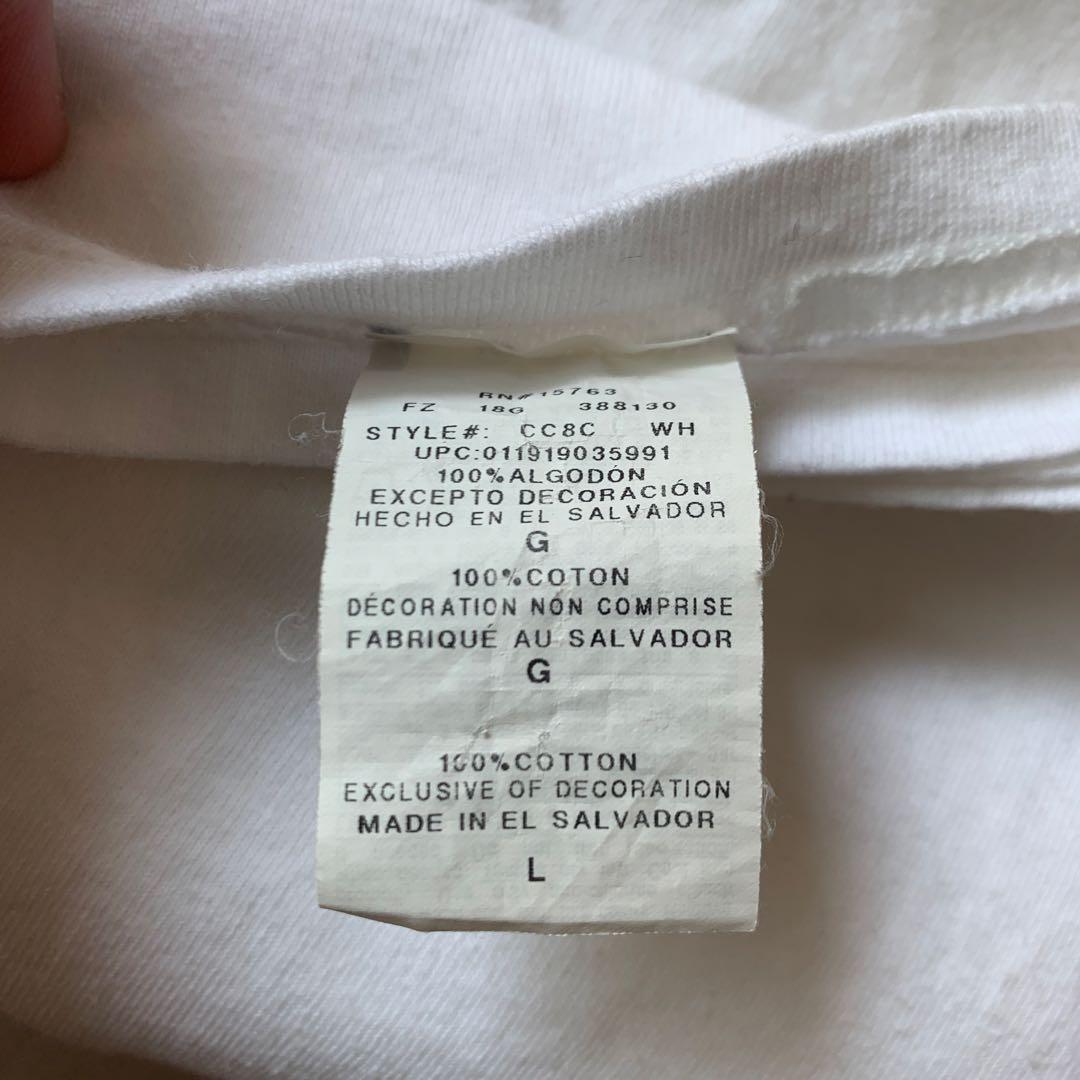 RN#15763
FZ 18G 388130
STYLE#: CC8C WH
UPC:011919035991
100%ALGODÓN
EXCEPTO DECORACIÓN
HECHO EN EL SALVADOR
G
100%COTON
DÉCORATION NON COMPRISE
FABRIQUÉ AU SALVADOR
G
100%COTTON
EXCLUSIVE OF DECORATION
MADE IN EL SALVADOR
L